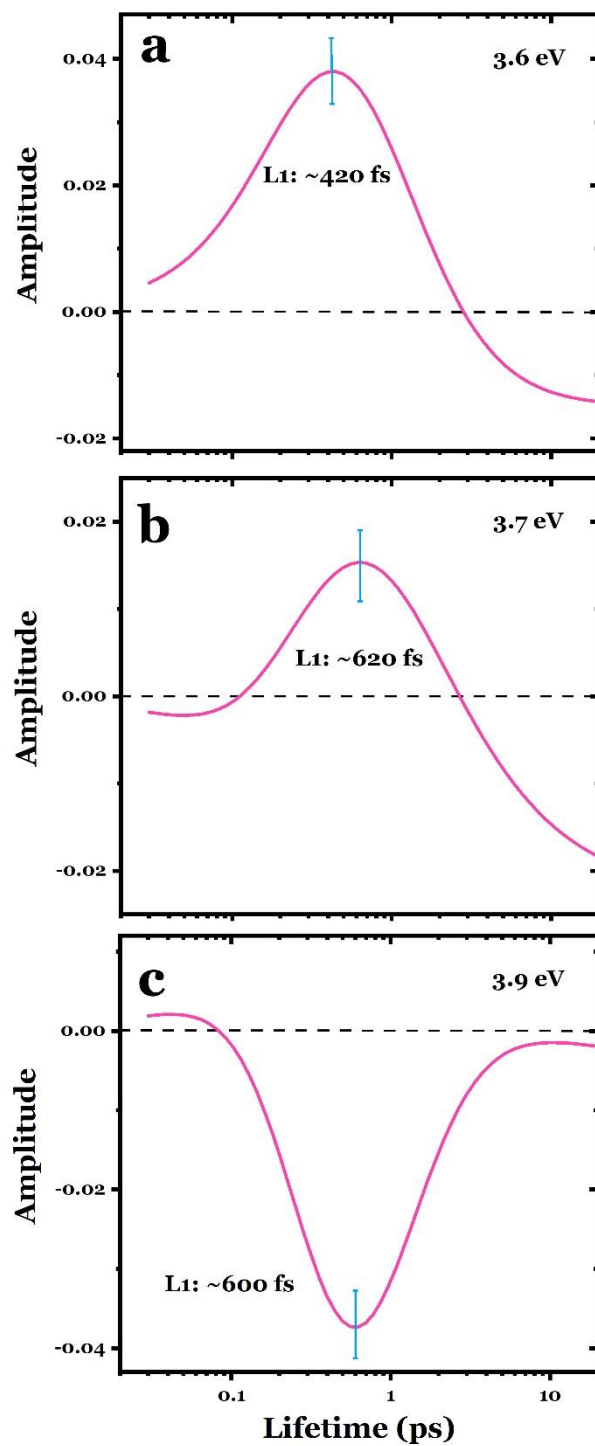 a
3.6 eV
0.04
0.02
0.00
-0.02
Amplitude
L1: ~420 fs
b
3.7 eV
0.02
0.00
-0.02
Amplitude
L1: ~620 fs
c
3.9 eV
0.00
-0.02
-0.04
Amplitude
L1: ~600 fs
0.1
1
10
Lifetime (ps)